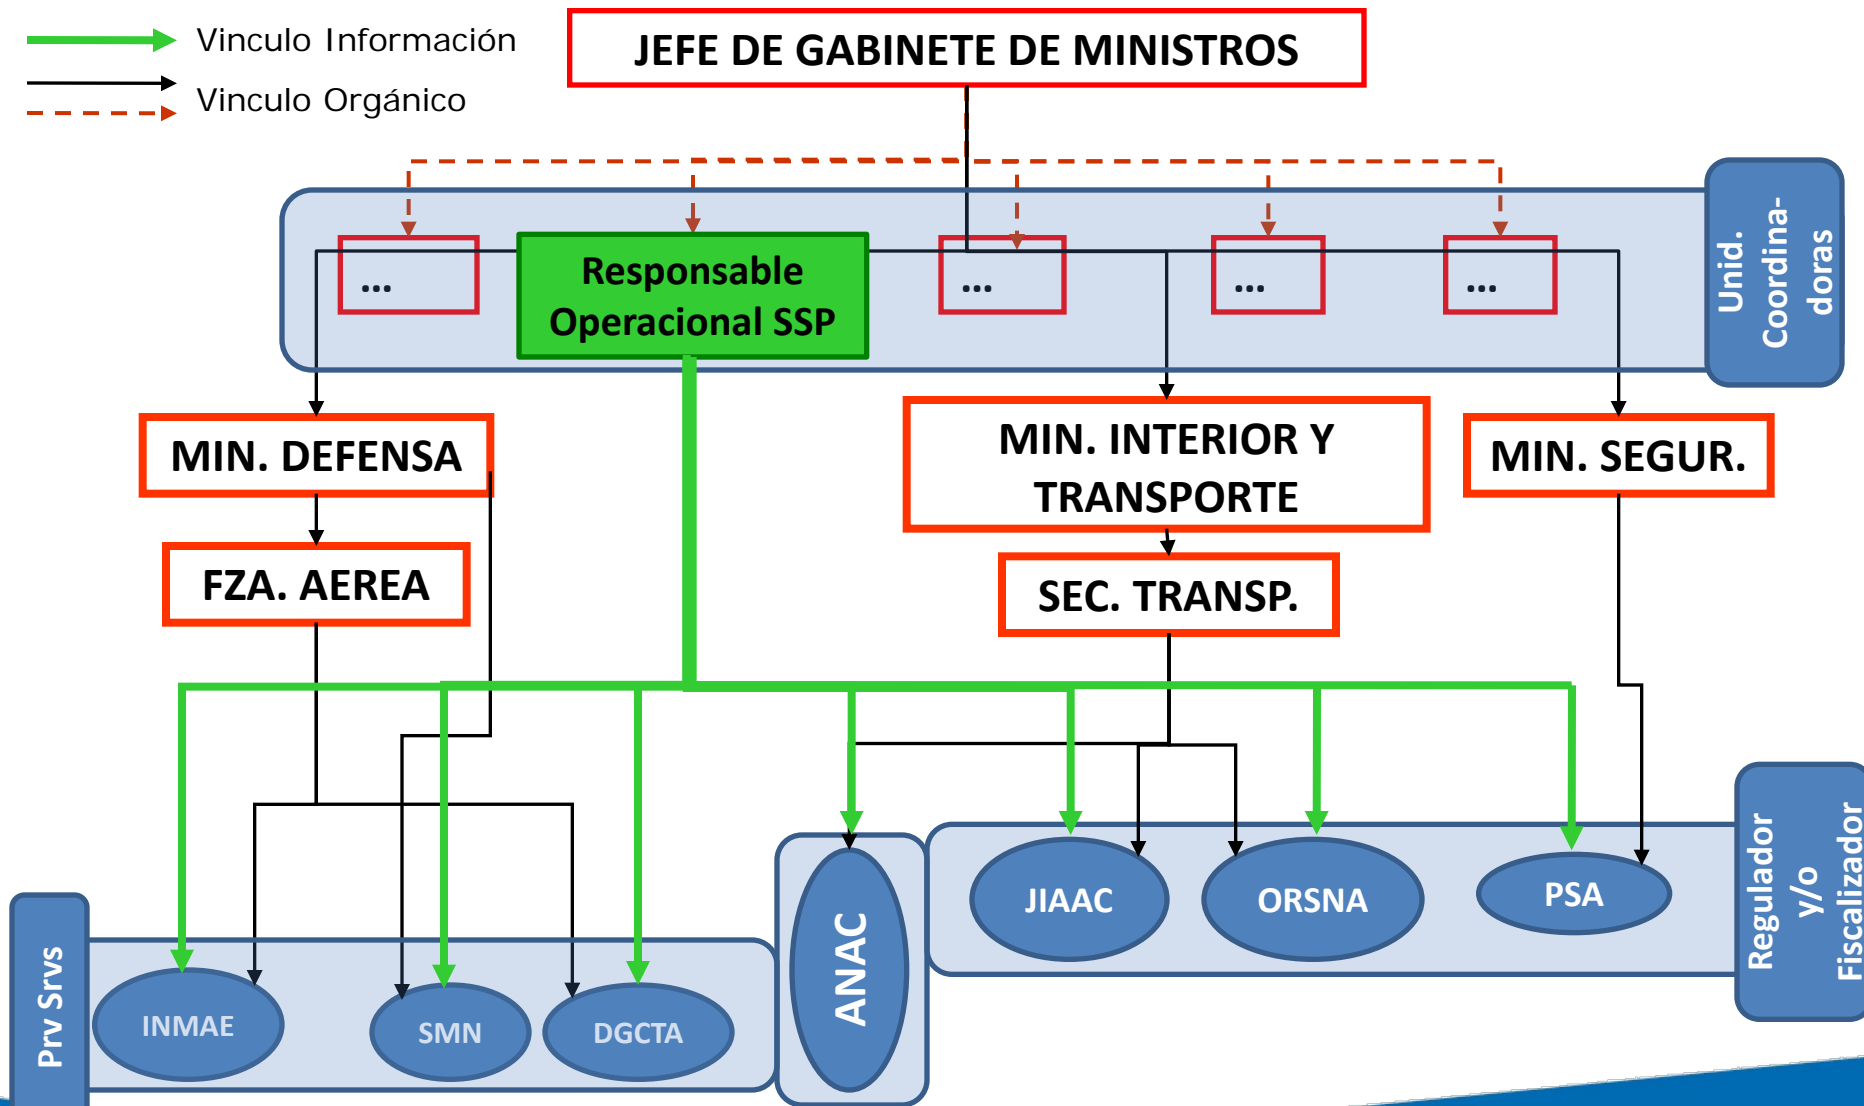 Vinculo Información
Vinculo Orgánico
JEFE DE GABINETE DE MINISTROS
Unid.
Coordina-
doras
...
Responsable
Operacional SSP
...
...
...
MIN. DEFENSA
MIN. INTERIOR Y
TRANSPORTE
MIN. SEGUR.
FZA. AEREA
SEC. TRANSP.
Regulador
y/o
Fiscalizador
JIAAC
ORSNA
PSA
ANAC
Prv Srvs
INMAE
SMN
DGCTA